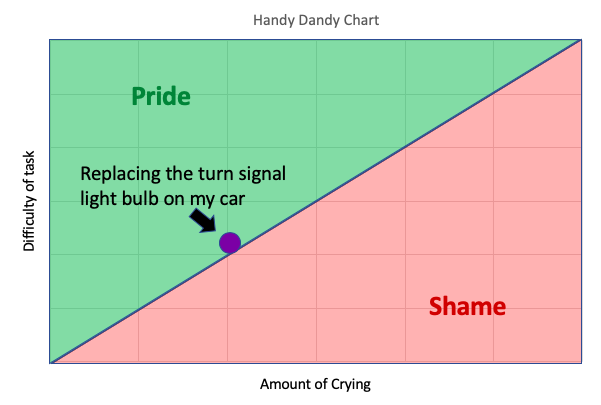 Handy Dandy Chart
Pride
Replacing the turn signal
light bulb on my car
Difficulty of task
Shame
Amount of Crying